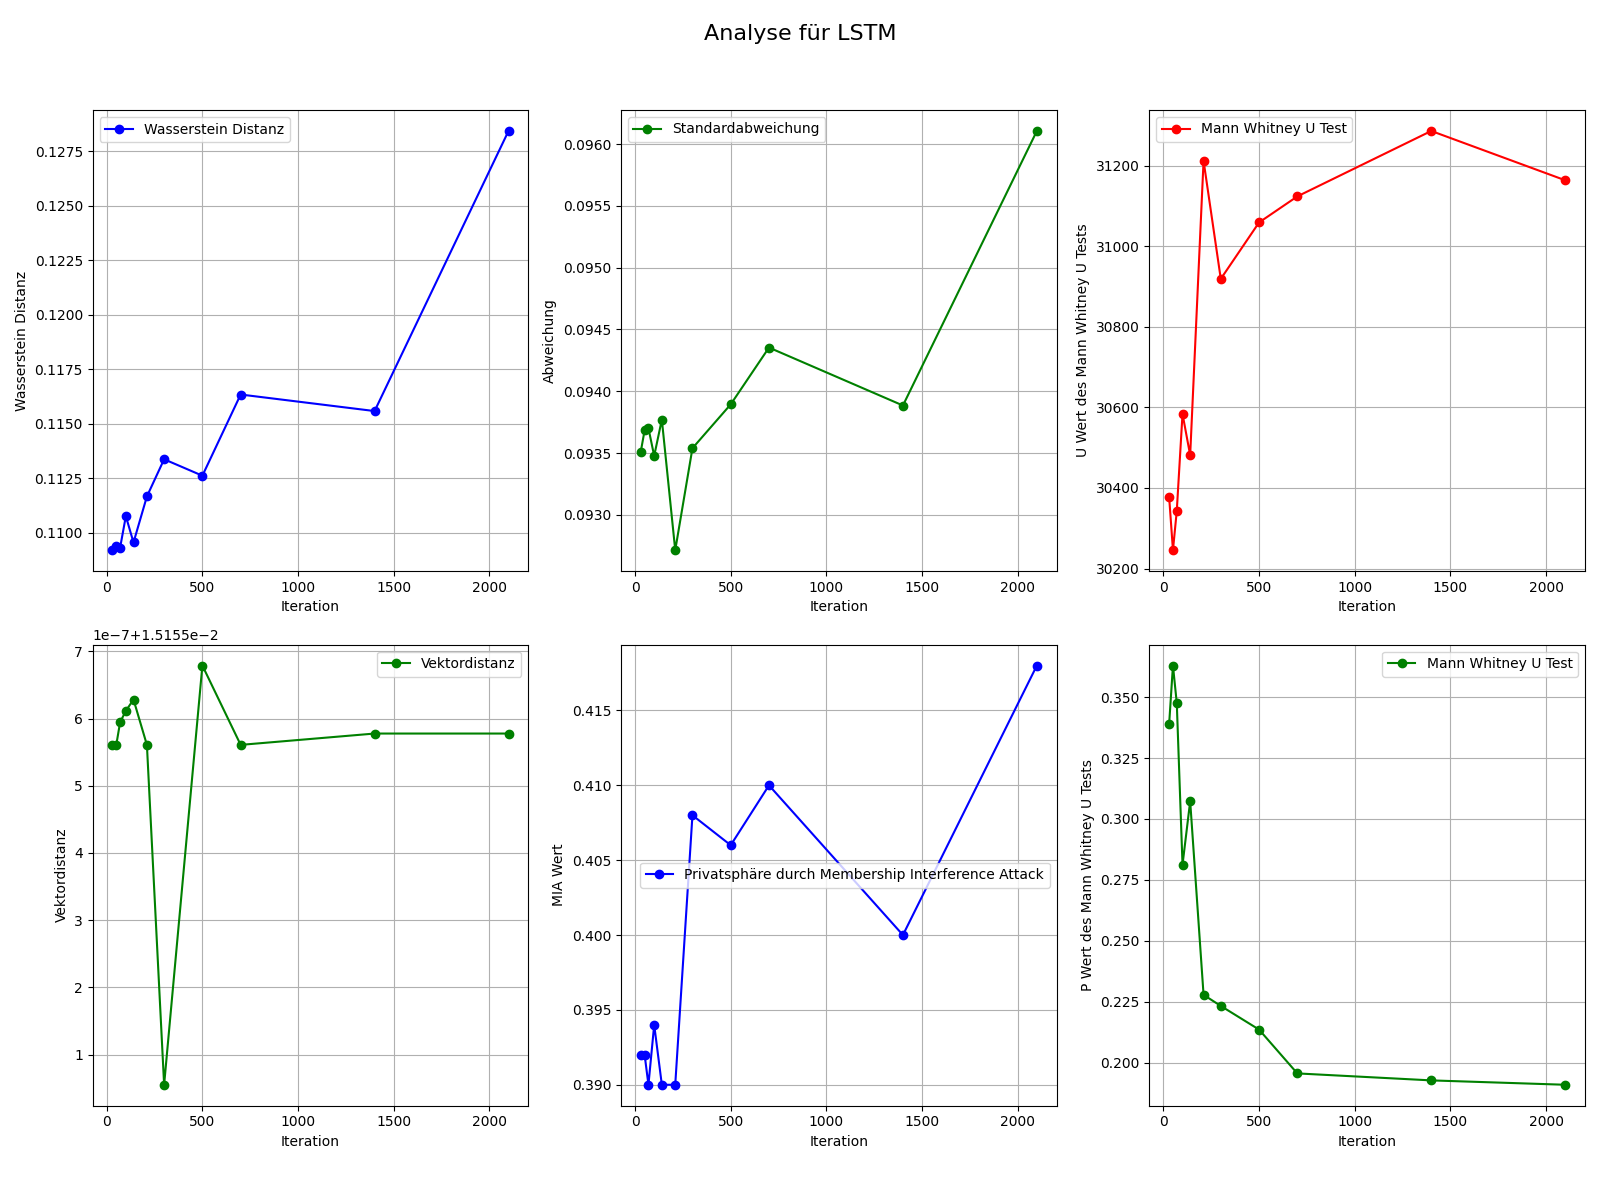 Analyse für LSTM
Wasserstein Distanz
0.1275
0.1250
0.1225
0.1200
0.1175
0.1150
0.1125
0.1100
Wasserstein Distanz
0 500 1000 1500 2000
Iteration
Standardabweichung
0.0960
0.0955
0.0950
0.0945
0.0940
0.0935
0.0930
Abweichung
0 500 1000 1500 2000
Iteration
Mann Whitney U Test
31200
31000
30800
30600
30400
30200
U Wert des Mann Whitney U Tests
0 500 1000 1500 2000
Iteration
1e−7+1.5155e−2
Vektordistanz
7
6
5
4
3
2
1
Vektordistanz
0 500 1000 1500 2000
Iteration
0.415
0.410
0.405
Privatsphäre durch Membership Interference Attack
0.400
0.395
0.390
MIA Wert
0 500 1000 1500 2000
Iteration
Mann Whitney U Test
0.350
0.325
0.300
0.275
0.250
0.225
0.200
P Wert des Mann Whitney U Tests
0 500 1000 1500 2000
Iteration